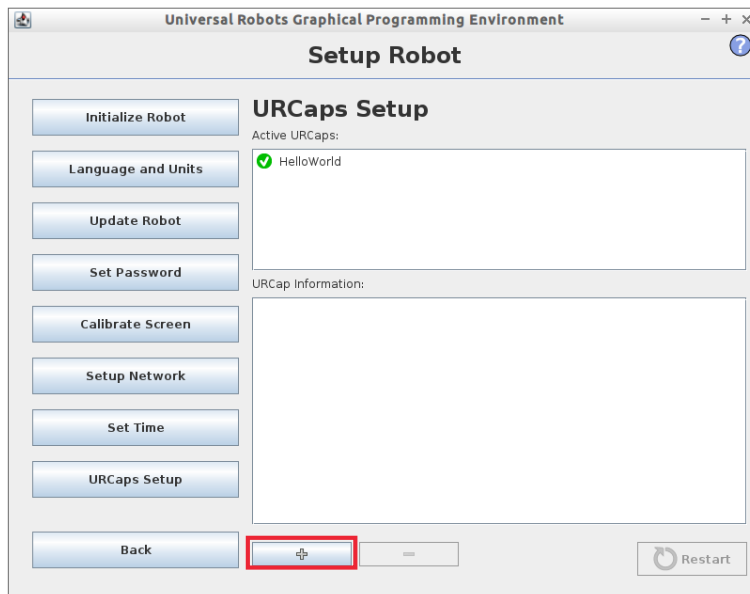 Universal Robots Graphical Programming Environment
Setup Robot
?
Initialize Robot
Language and Units
Update Robot
Set Password
Calibrate Screen
Setup Network
Set Time
URCaps Setup
Back
URCaps Setup
Active URCaps:
HelloWorld
URCap Information:
Restart